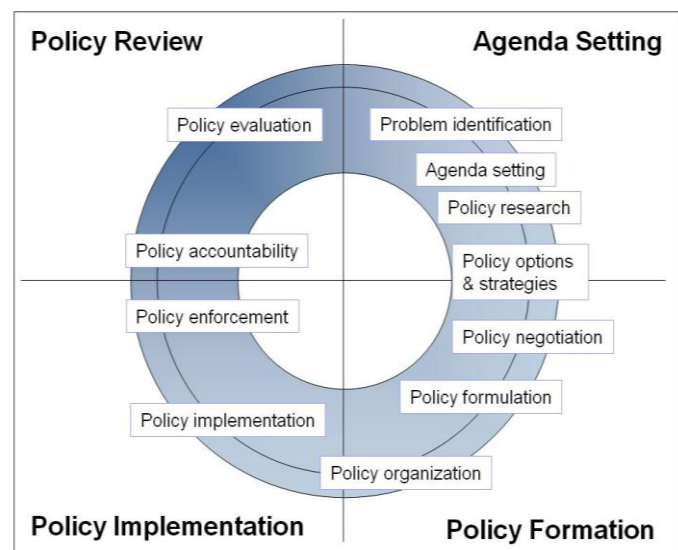 Policy Review
Agenda Setting
Policy evaluation
Problem identification
Agenda setting
Policy research
Policy accountability
Policy options
& strategies
Policy enforcement
Policy negotiation
Policy formulation
Policy implementation
Policy organization
Policy Implementation
Policy Formation